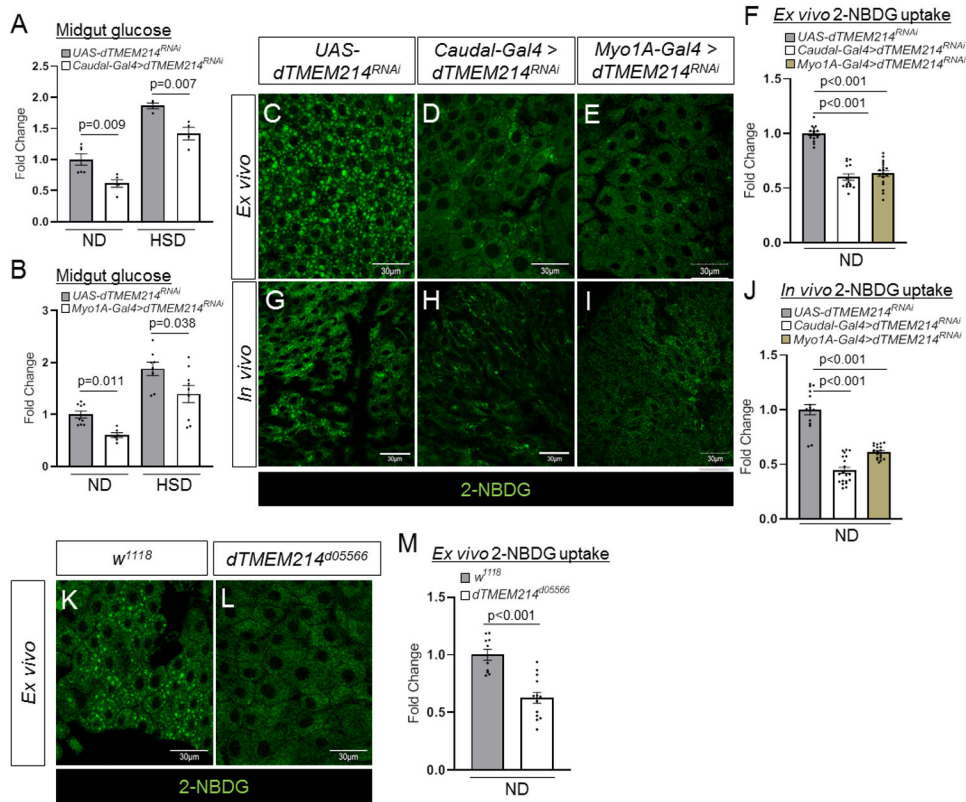 A
Midgut glucose
UAS-dTMEM214RNAi
Caudal-Gal4>dTMEM214RNAi
p=0.009
p=0.007
Fold Change
2.0
1.5
1.0
0.5
0.0
ND
HSD
B
Midgut glucose
UAS-dTMEM214RNAi
Myo1A-Gal4>dTMEM214RNAi
p=0.011
p=0.038
Fold Change
3
2
1
0
ND
HSD
UAS-
dTMEM214RNAi
Caudal-Gal4 >
dTMEM214RNAi
Myo1A-Gal4 >
dTMEM214RNAi
Ex vivo
C
30µm
D
30µm
E
30µm
In vivo
G
30µm
H
30µm
I
30µm
2-NBDG
F
Ex vivo 2-NBDG uptake
UAS-dTMEM214RNAi
Caudal-Gal4>dTMEM214RNAi
Myo1A-Gal4>dTMEM214RNAi
p<0.001
p<0.001
Fold Change
1.5
1.0
0.5
0.0
ND
J
In vivo 2-NBDG uptake
UAS-dTMEM214RNAi
Caudal-Gal4>dTMEM214RNAi
Myo1A-Gal4>dTMEM214RNAi
p<0.001
p<0.001
Fold Change
1.5
1.0
0.5
0.0
ND
w1118
dTMEM214d05566
Ex vivo
K
30µm
L
30µm
2-NBDG
M
Ex vivo 2-NBDG uptake
w1118
dTMEM214d05566
p<0.001
Fold Change
1.5
1.0
0.5
0.0
ND